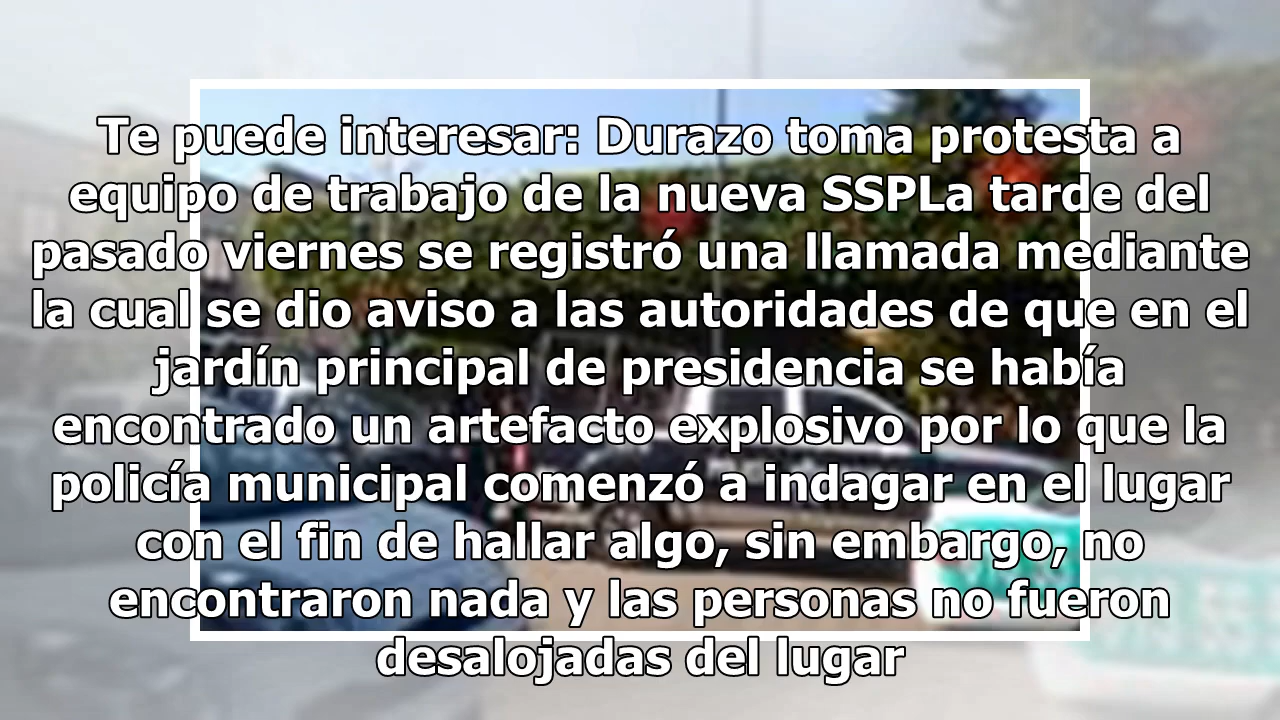 Te puede interesar: Durazo toma protesta a
equipo de trabajo de la nueva SSPLa tarde del
pasado viernes se registró una llamada mediante
la cual se dio aviso a las autoridades de que en el
jardín principal de presidencia se había
encontrado un artefacto explosivo por lo que la
policía municipal comenzó a indagar en el lugar
con el fin de hallar algo, sin embargo, no
encontraron nada y las personas no fueron
desalojadas del lugar